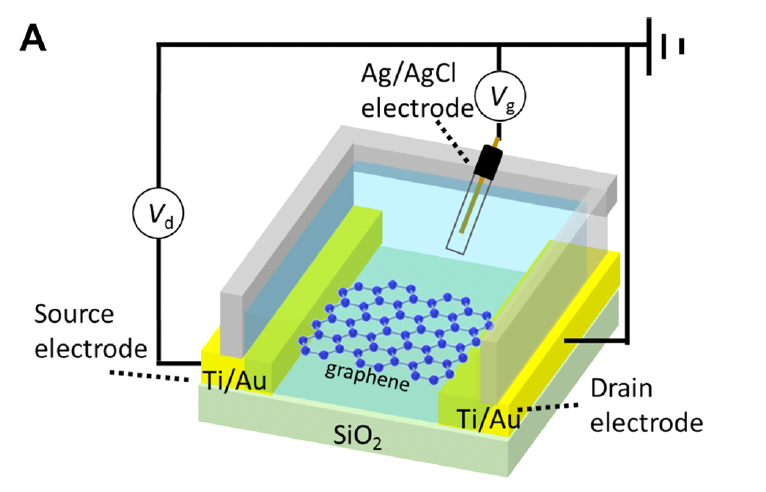 A
Ag/AgCl
electrode
Vg
Vd
Source
electrode
Ti/Au
graphene
Ti/Au
Drain
electrode
SiO₂